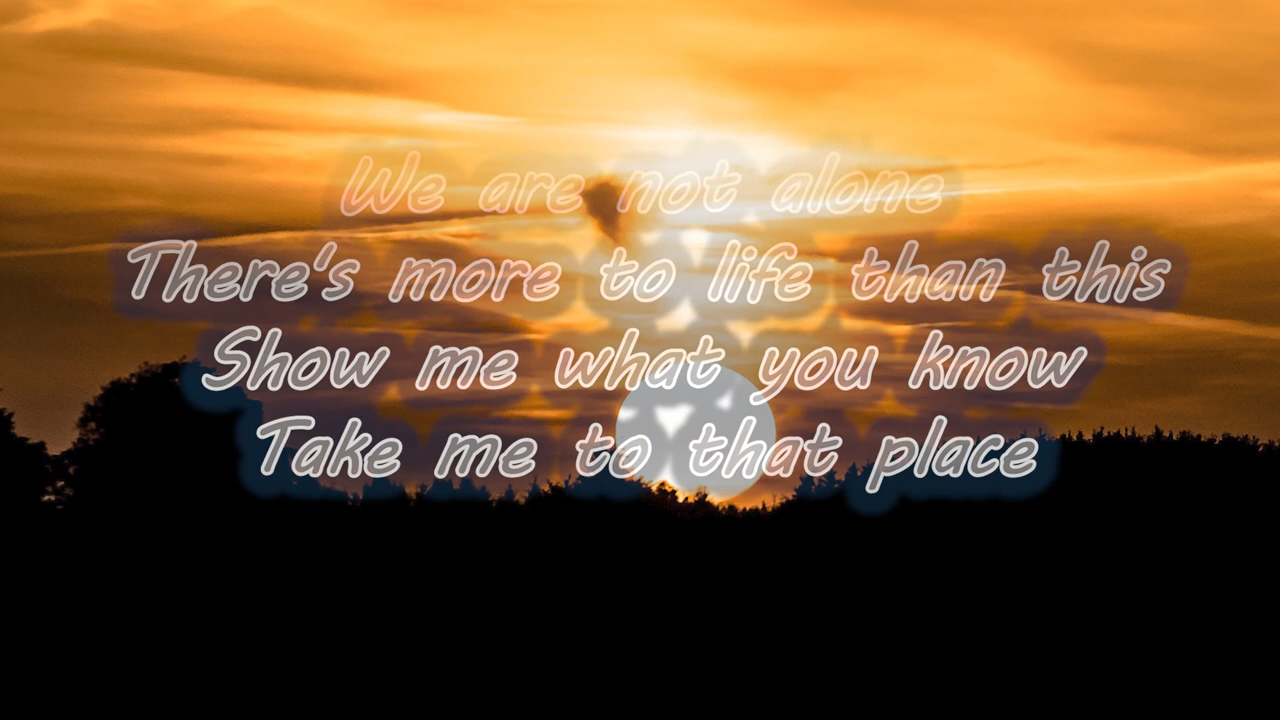 We are not alone
There's more to life than this
Show me what you know
Take me to that place